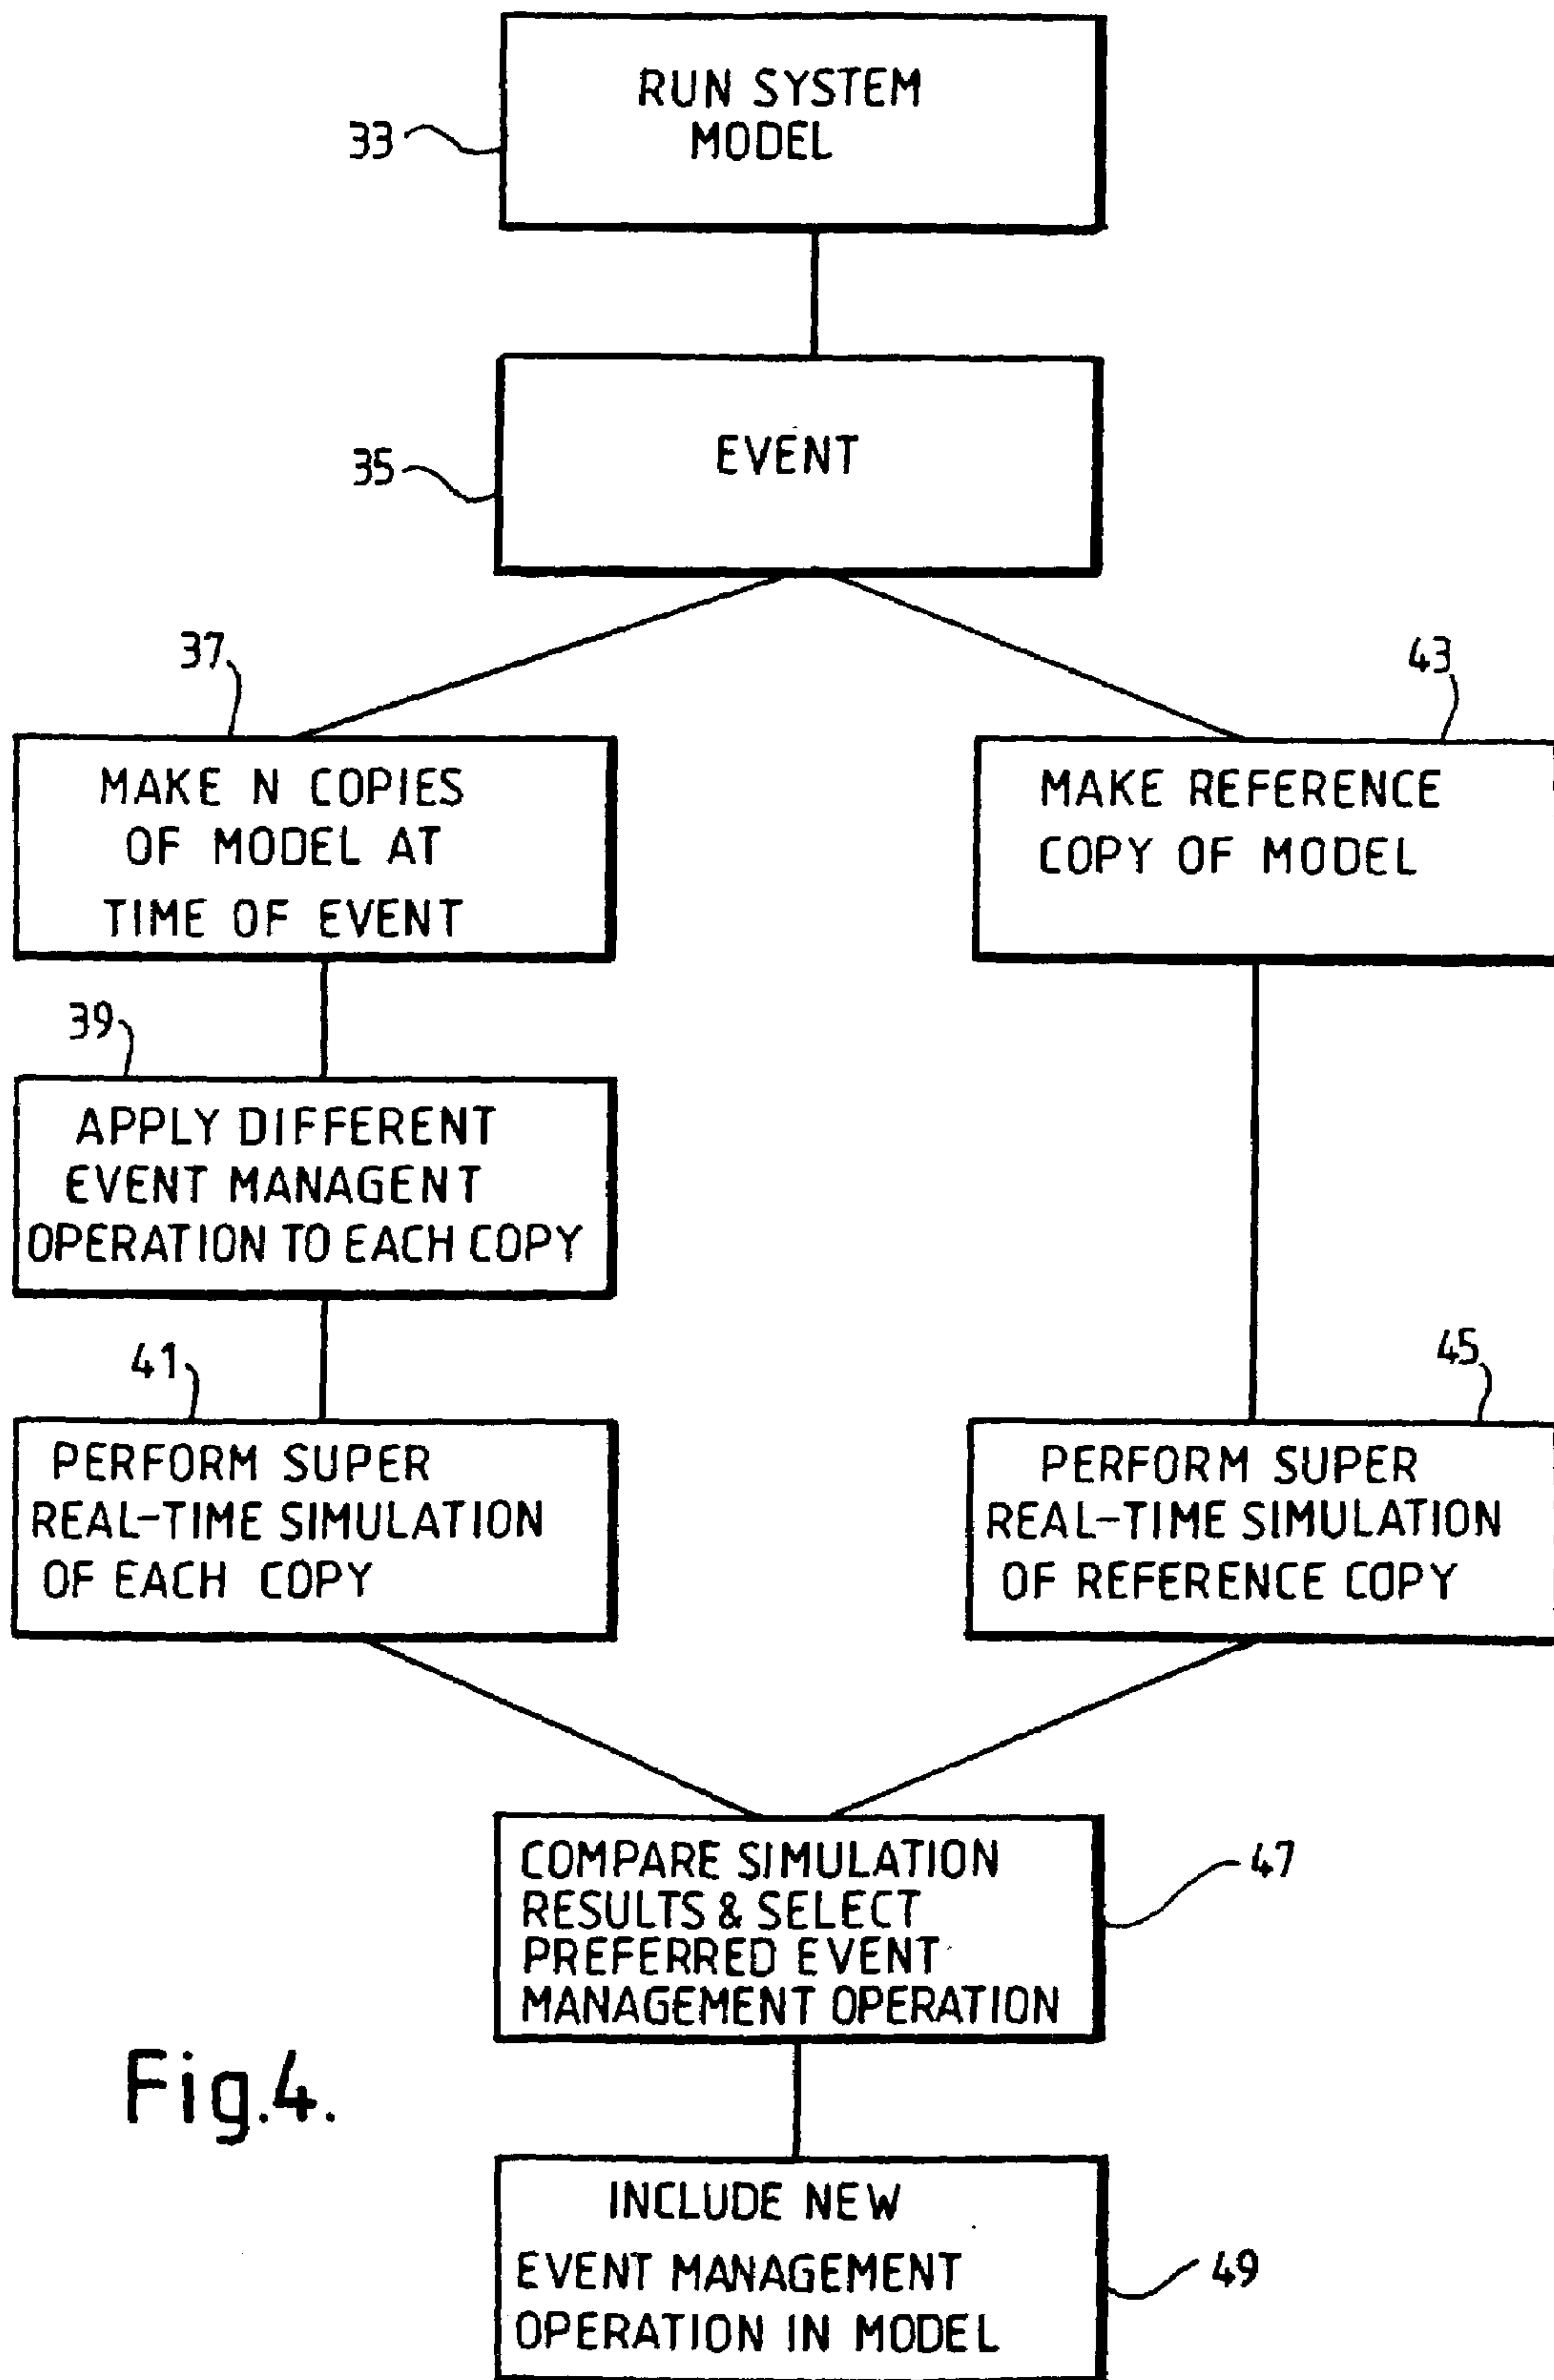 RUN SYSTEM
MODEL
33
EVENT
35
37
43
MAKE N COPIES
OF MODEL AT
TIME OF EVENT
MAKE REFERENCE
COPY OF MODEL
39
APPLY DIFFERENT
EVENT MANAGENT
OPERATION TO EACH COPY
41
45
PERFORM SUPER
REAL-TIME SIMULATION
OF EACH COPY
PERFORM SUPER
REAL-TIME SIMULATION
OF REFERENCE COPY
COMPARE SIMULATION
RESULTS & SELECT
PREFERRED EVENT
MANAGEMENT OPERATION
47
Fig.4.
INCLUDE NEW
EVENT MANAGEMENT
OPERATION IN MODEL
49